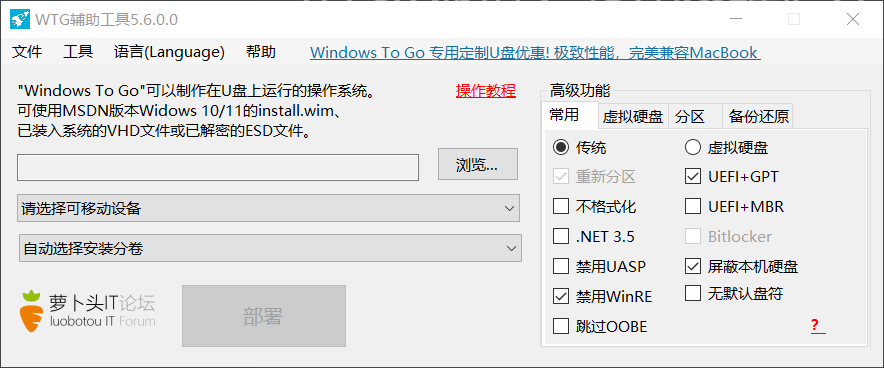 WTG辅助工具5.6.0.0
文件 工具 语言(Language) 帮助 Windows To Go 专用定制U盘优惠! 极致性能，完美兼容MacBook
"Windows To Go"可以制作在U盘上运行的操作系统。
操作教程
可使用MSDN版本Widows 10/11的install.wim、
已装入系统的VHD文件或已解密的ESD文件。
浏览...
请选择可移动设备
自动选择安装分卷
萝卜头IT论坛
luobotou IT Forum
部署
高级功能
常用 虚拟硬盘 分区 备份还原
传统 虚拟硬盘
重新分区 UEFI+GPT
不格式化 UEFI+MBR
.NET 3.5 Bitlocker
禁用UASP 屏蔽本机硬盘
禁用WinRE 无默认盘符
跳过OOBE ?